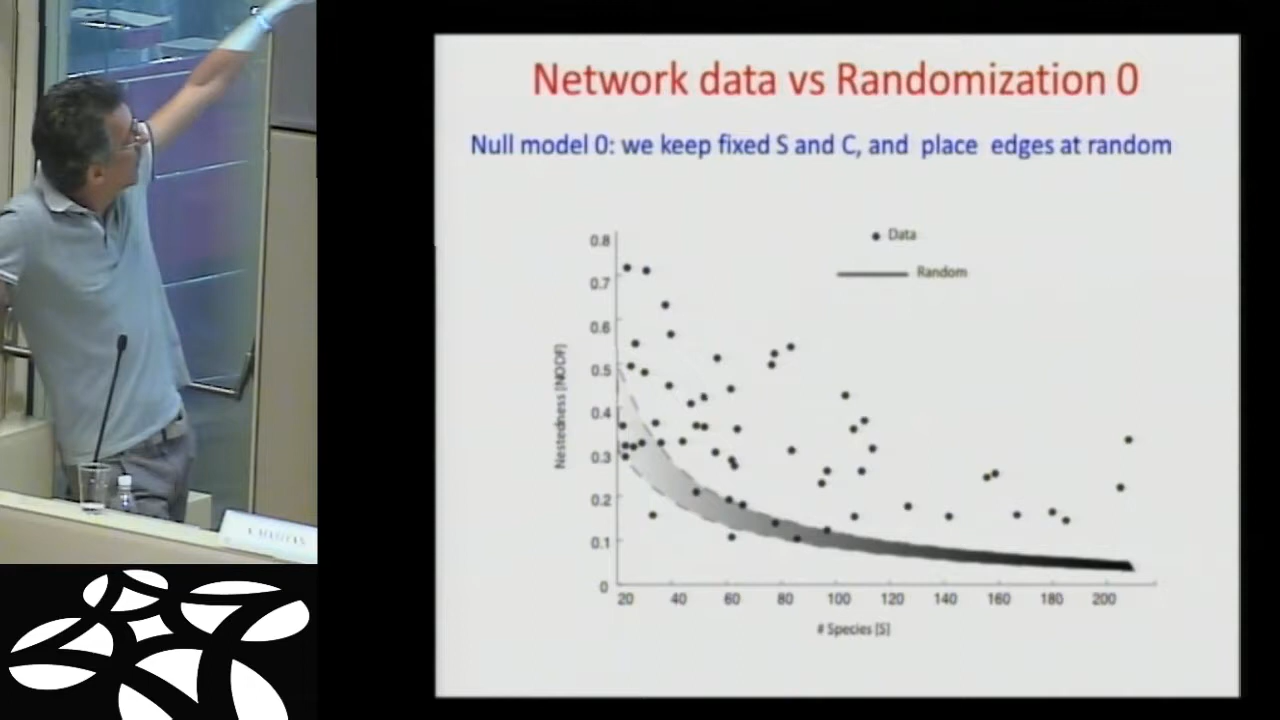 Network data vs Randomization 0
Null model 0: we keep fixed S and C, and place edges at random
Data
Random
Nestedness [NODF]
0.8
0.7
0.6
0.5
0.4
0.3
0.2
0.1
0
20 40 60 80 100 120 140 160 180 200
# Species [S]